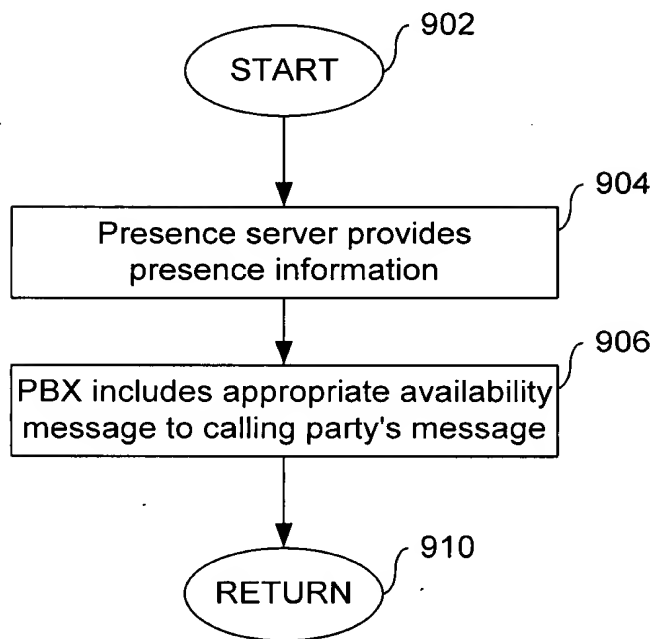 902
START
904
Presence server provides
presence information
906
PBX includes appropriate availability
message to calling party's message
910
RETURN